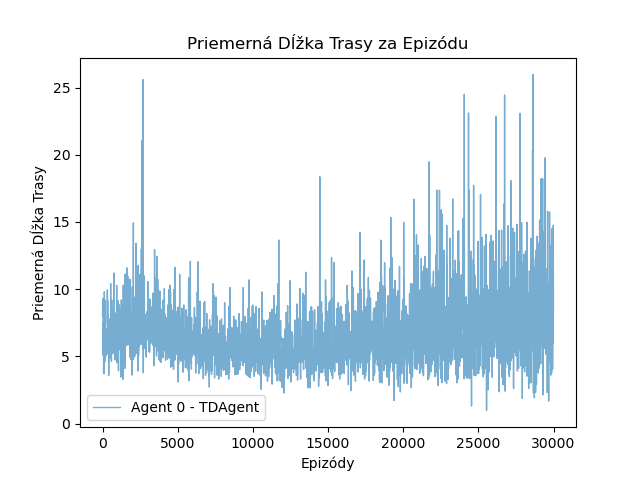 Priemerná Dĺžka Trasy za Epizódu
Priemerná Dĺžka Trasy
25
20
15
10
5
0
Agent 0 - TDAgent
0 5000 10000 15000 20000 25000 30000
Epizódy